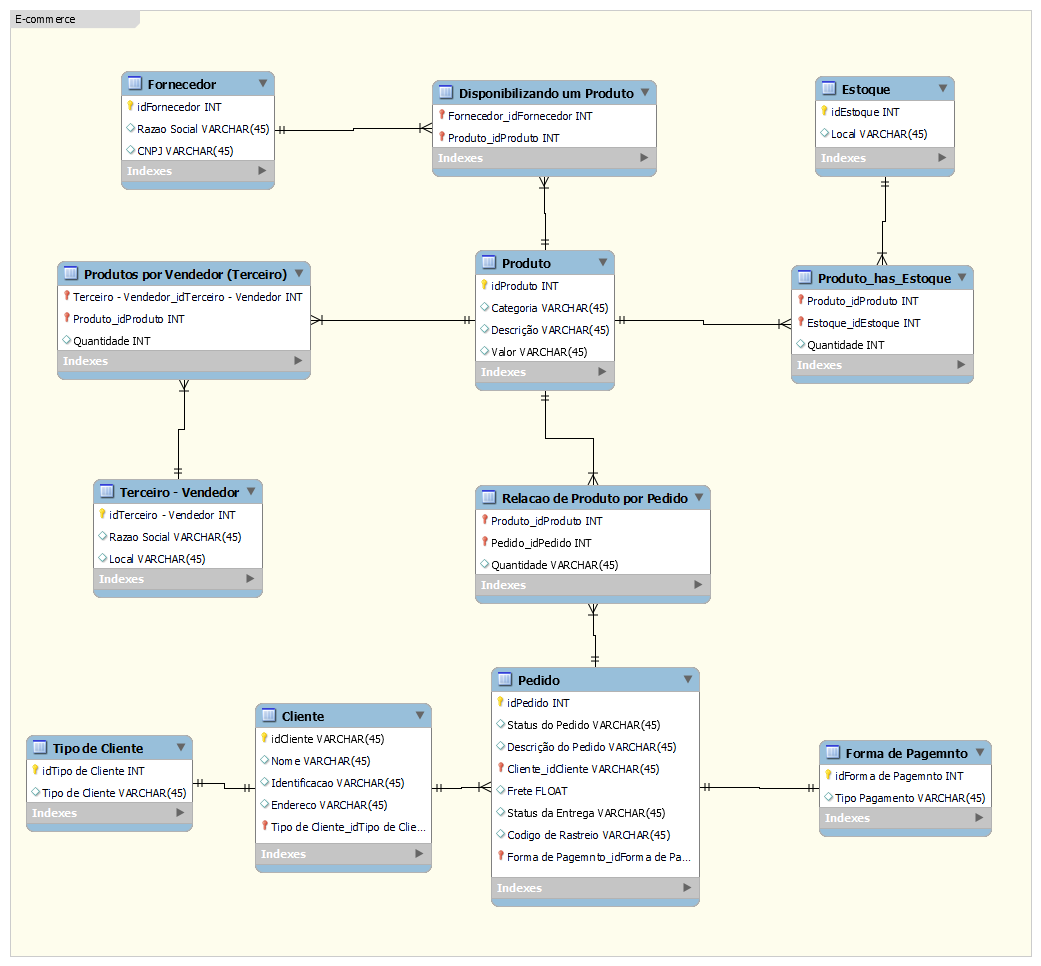 E-commerce
Fornecedor
idFornecedor INT
Razao Social VARCHAR(45)
CNPJ VARCHAR(45)
Indexes
Disponibilizando um Produto
Fornecedor_idFornecedor INT
Produto_idProduto INT
Indexes
Estoque
idEstoque INT
Local VARCHAR(45)
Indexes
Produtos por Vendedor (Terceiro)
Terceiro - Vendedor_idTerceiro - Vendedor INT
Produto_idProduto INT
Quantidade INT
Indexes
Produto
idProduto INT
Categoria VARCHAR(45)
Descrição VARCHAR(45)
Valor VARCHAR(45)
Indexes
Produto_has_Estoque
Produto_idProduto INT
Estoque_idEstoque INT
Quantidade INT
Indexes
Terceiro - Vendedor
idTerceiro - Vendedor INT
Razao Social VARCHAR(45)
Local VARCHAR(45)
Indexes
Relacao de Produto por Pedido
Produto_idProduto INT
Pedido_idPedido INT
Quantidade VARCHAR(45)
Indexes
Tipo de Cliente
idTipo de Cliente INT
Tipo de Cliente VARCHAR(45)
Indexes
Cliente
idCliente VARCHAR(45)
Nome VARCHAR(45)
Identificacao VARCHAR(45)
Endereco VARCHAR(45)
Tipo de Cliente_idTipo de Clie...
Indexes
Pedido
idPedido INT
Status do Pedido VARCHAR(45)
Descrição do Pedido VARCHAR(45)
Cliente_idCliente VARCHAR(45)
Frete FLOAT
Status da Entrega VARCHAR(45)
Codigo de Rastreio VARCHAR(45)
Forma de Pagemnto_idForma de Pa...
Indexes
Forma de Pagemnto
idForma de Pagemnto INT
Tipo Pagamento VARCHAR(45)
Indexes